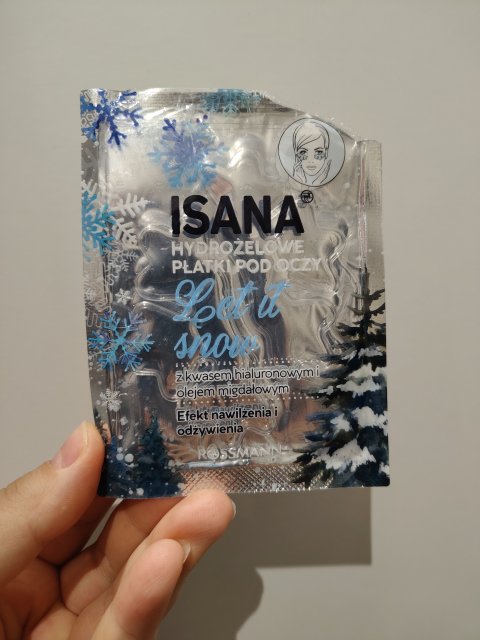 ISANA
HYDROŻELOWE
PŁATKI POD OCZY
Let it
snow
z kwasem hialuronowym i
olejem migdałowym
Efekt nawilżenia i
odżywienia
ROSSMANN